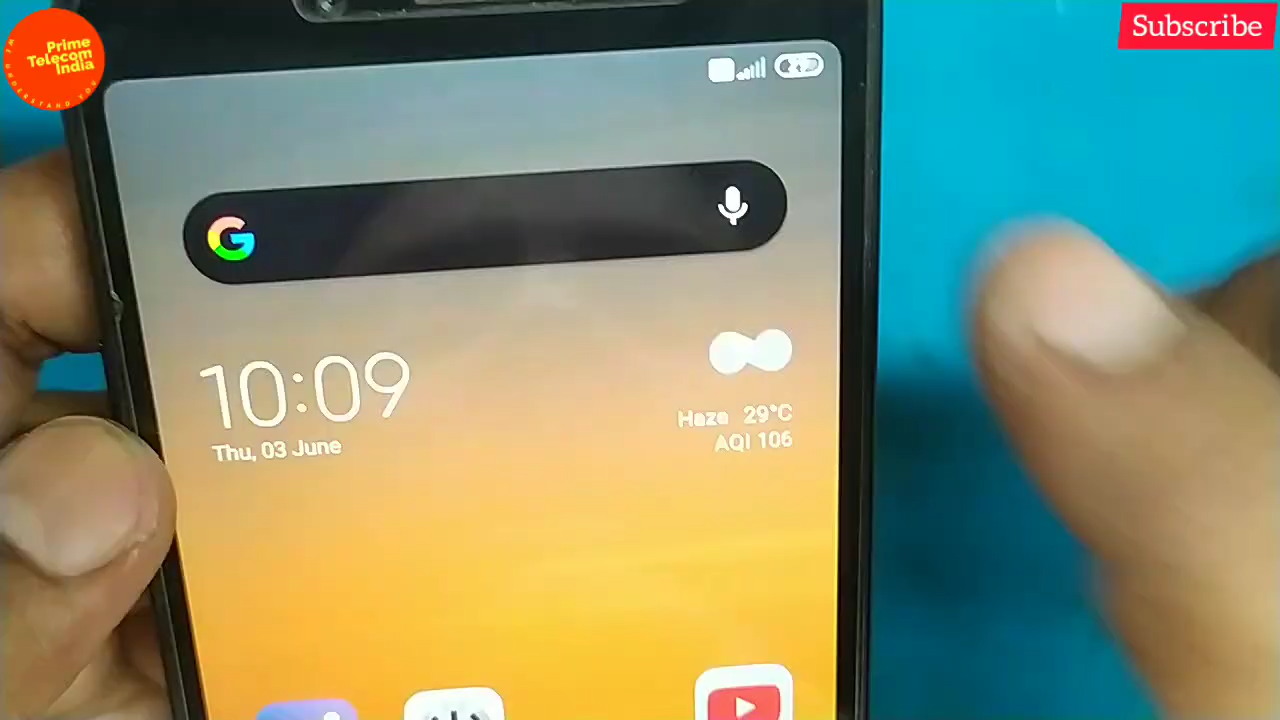 Prime
Telecom
India
Subscribe
10:09
Thu, 03 June
Haze 29°C
AQI 106